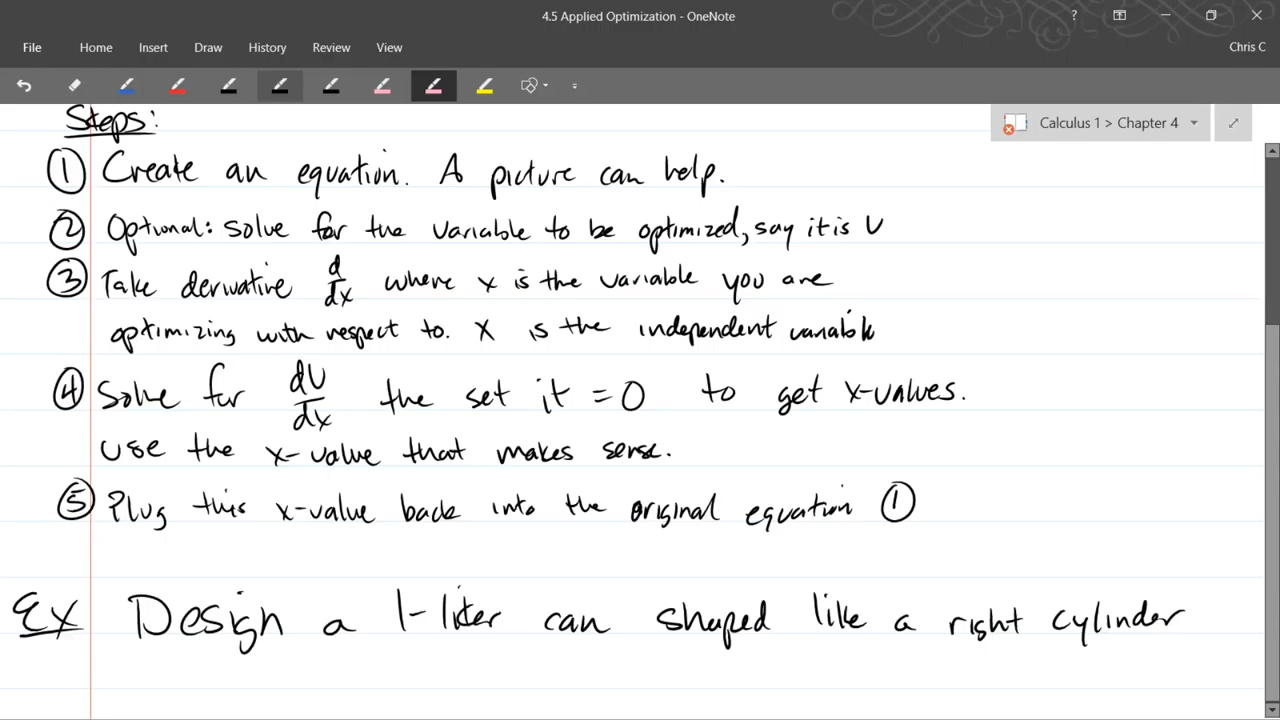 4.5 Applied Optimization - OneNote
File Home Insert Draw History Review View
Chris C
Calculus 1 > Chapter 4
Steps:
① Create an equation. A picture can help.
② Optional: solve for the variable to be optimized, say it is V
③ Take derivative d/dx where x is the variable you are
optimizing with respect to. X is the independent variable
④ Solve for dV/dx the set it = 0 to get x-values.
use the x-value that makes sense.
⑤ Plug this x-value back into the original equation ①
Ex Design a 1-liter can shaped like a right cylinder